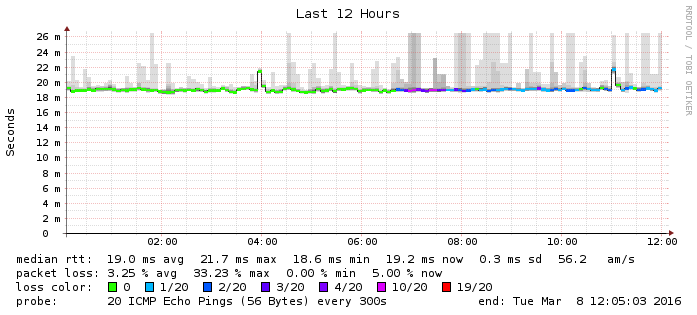 Last 12 Hours
RRDTOOL / TOBI OETIKER
Seconds
26 m
24 m
22 m
20 m
18 m
16 m
14 m
12 m
10 m
8 m
6 m
4 m
2 m
0
02:00 04:00 06:00 08:00 10:00 12:00
median rtt: 19.0 ms avg 21.7 ms max 18.6 ms min 19.2 ms now 0.3 ms sd 56.2 am/s
packet loss: 3.25 % avg 33.23 % max 0.00 % min 5.00 % now
loss color: 0 1/20 2/20 3/20 4/20 10/20 19/20
probe: 20 ICMP Echo Pings (56 Bytes) every 300s end: Tue Mar 8 12:05:03 2016